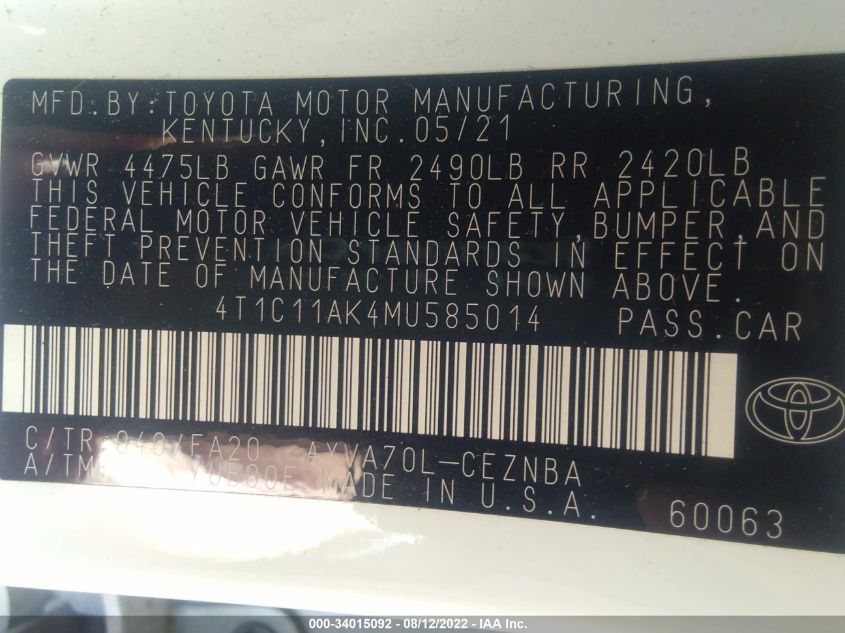 MFD.BY:TOYOTA MOTOR MANUFACTURING,
KENTUCKY,INC.05/21
GVWR 4475LB GAWR FR 2490LB RR 2420LB
THIS VEHICLE CONFORMS TO ALL APPLICABLE
FEDERAL MOTOR VEHICLE SAFETY,BUMPER,AND
THEFT PREVENTION STANDARDS IN EFFECT ON
THE DATE OF MANUFACTURE SHOWN ABOVE.
4T1C11AK4MU585014 PASS.CAR
C/TR 040/FA20 AXVA70L-CEZNBA
A/TM /UB80E MADE IN U.S.A.
60063
000-34015092 - 08/12/2022 - IAA Inc.